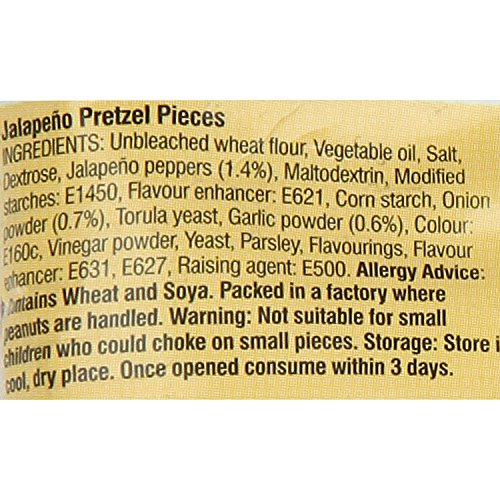 Jalapeño Pretzel Pieces
INGREDIENTS: Unbleached wheat flour, Vegetable oil, Salt,
Dextrose, Jalapeño peppers (1.4%), Maltodextrin, Modified
starches: E1450, Flavour enhancer: E621, Corn starch, Onion
powder (0.7%), Torula yeast, Garlic powder (0.6%), Colour:
E160c, Vinegar powder, Yeast, Parsley, Flavourings, Flavour
enhancer: E631, E627, Raising agent: E500. Allergy Advice:
Contains Wheat and Soya. Packed in a factory where
peanuts are handled. Warning: Not suitable for small
children who could choke on small pieces. Storage: Store i
cool, dry place. Once opened consume within 3 days.